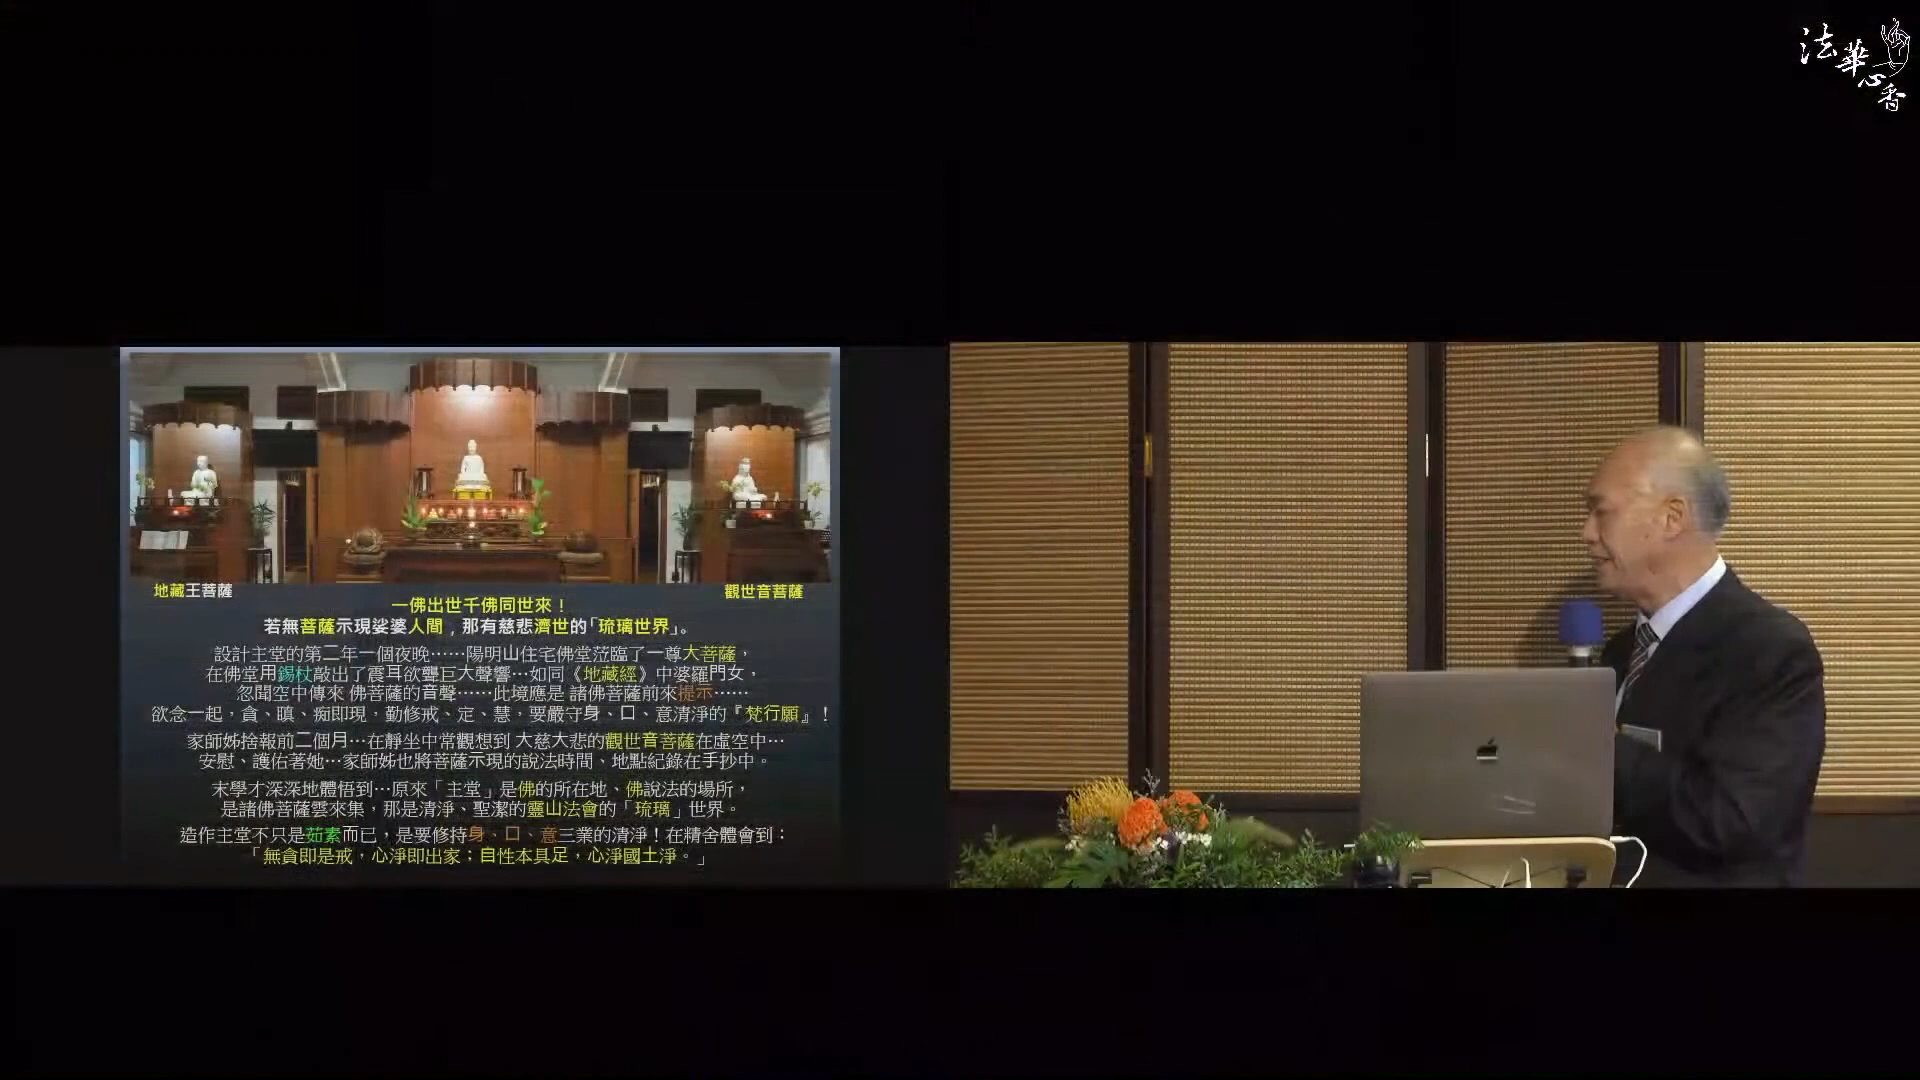 法華心香
地藏王菩薩
觀世音菩薩
一佛出世千佛同世來！
若無菩薩示現娑婆人間，那有慈悲濟世的「琉璃世界」。
設計主堂的第二年一個夜晚……陽明山住宅佛堂蒞臨了一尊大菩薩，
在佛堂用錫杖敲出了震耳欲聾巨大聲響…如同《地藏經》中婆羅門女，
忽聞空中傳來 佛菩薩的音聲……此境應是 諸佛菩薩前來提示……
欲念一起，貪、瞋、痴即現，勤修戒、定、慧，要嚴守身、口、意清淨的『梵行願』！
家師姊捨報前二個月…在靜坐中常觀想到 大慈大悲的觀世音菩薩在虛空中…
安慰、護佑著她…家師姊也將菩薩示現的說法時間、地點紀錄在手抄中。
末學才深深地體悟到…原來「主堂」是佛的所在地、佛說法的場所，
是諸佛菩薩雲來集，那是清淨、聖潔的靈山法會的「琉璃」世界。
造作主堂不只是茹素而已，是要修持身、口、意三業的清淨！在精舍體會到：
「無貪即是戒，心淨即出家；自性本具足，心淨國土淨。」